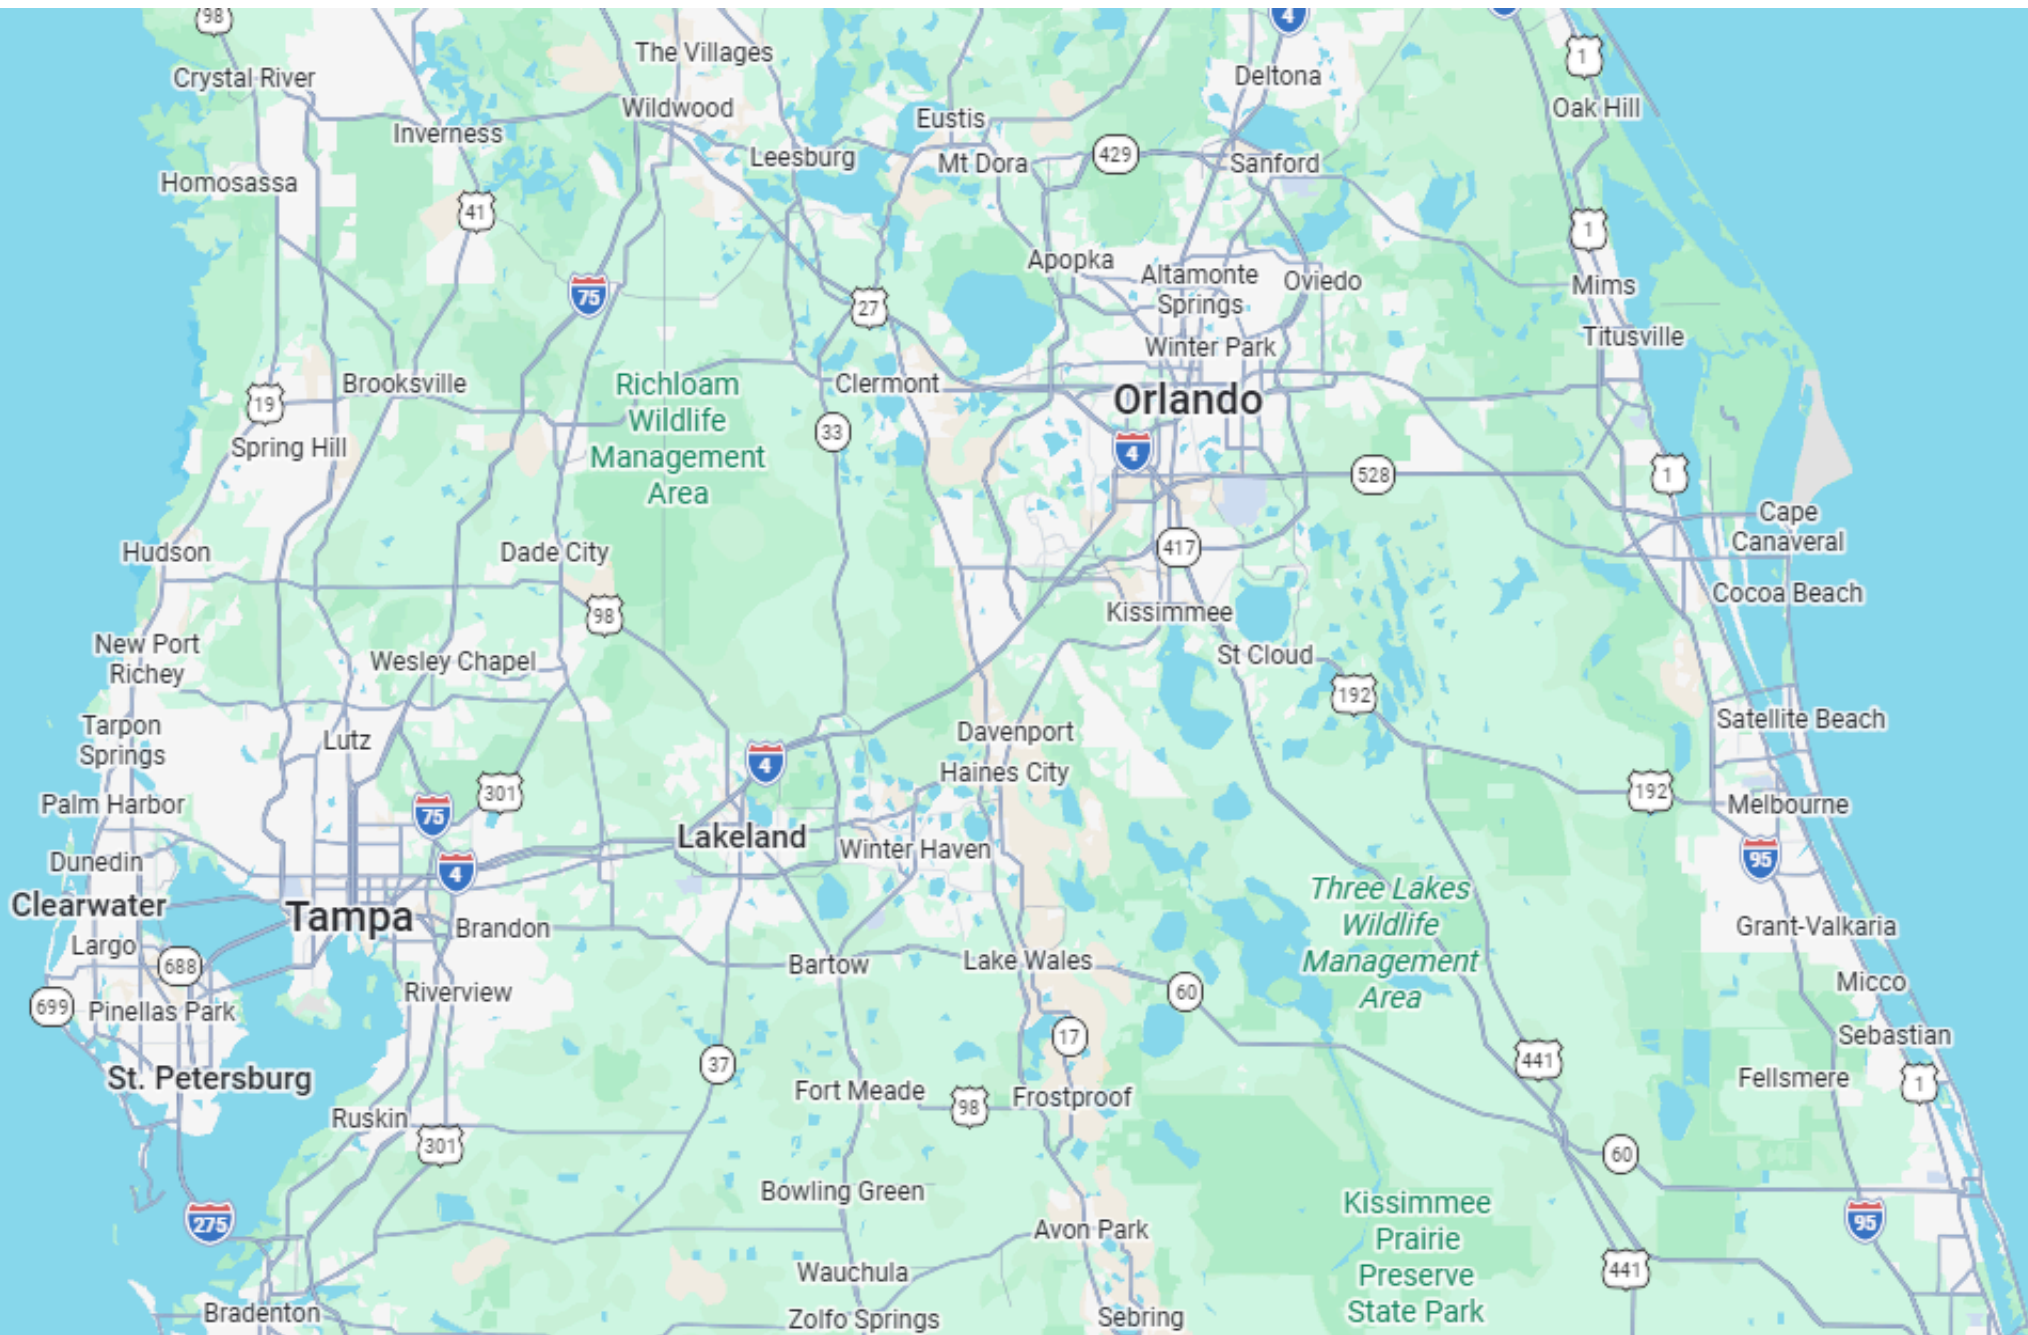 98
4
The Villages
1
Crystal River
Deltona
Wildwood
Oak Hill
Eustis
Inverness
Leesburg
Mt Dora
429
Sanford
Homosassa
41
1
Apopka
Altamonte
Springs
Oviedo
Mims
75
27
Titusville
Winter Park
Brooksville
Richloam
Wildlife
Management
Area
Clermont
Orlando
19
33
Spring Hill
4
528
1
Cape
Canaveral
Hudson
Dade City
417
Cocoa Beach
98
Kissimmee
New Port
Richey
Wesley Chapel
St Cloud
192
Tarpon
Springs
Lutz
Davenport
Satellite Beach
4
Haines City
301
192
Palm Harbor
75
Melbourne
Lakeland
Winter Haven
Dunedin
4
95
Clearwater
Tampa
Three Lakes
Wildlife
Management
Area
Brandon
Grant-Valkaria
Largo
688
Bartow
Lake Wales
Micco
699
Pinellas Park
Riverview
60
17
Sebastian
St. Petersburg
37
441
Fellsmere
1
Fort Meade
98
Frostproof
Ruskin
301
60
Bowling Green
Kissimmee
Prairie
Preserve
State Park
275
Avon Park
95
Wauchula
441
Bradenton
Zolfo Springs
Sebring